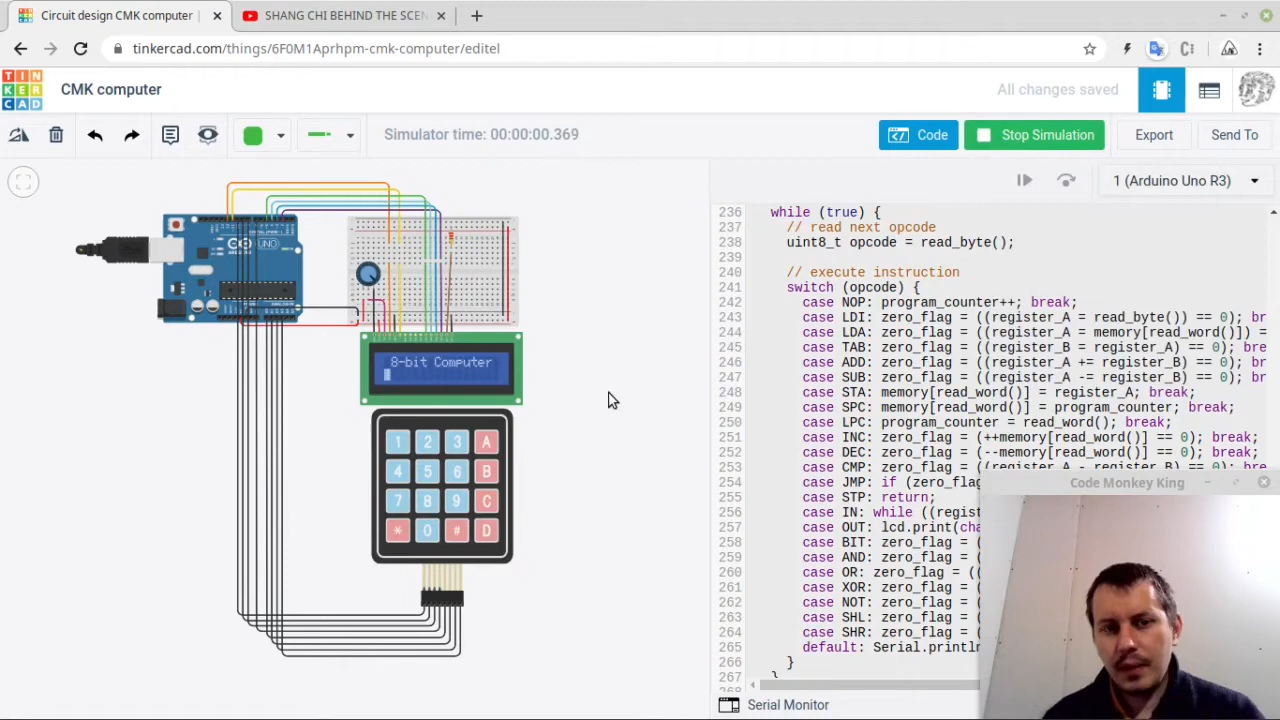 Circuit design CMK computer
SHANG CHI BEHIND THE SCEN
tinkercad.com/things/6F0M1Aprhpm-cmk-computer/editel
TIN
KER
CAD
CMK computer
All changes saved
Simulator time: 00:00:00.369
Code
Stop Simulation
Export
Send To
1 (Arduino Uno R3)
UNO
8-bit Computer
1 2 3 A
4 5 6 B
7 8 9 C
* 0 # D
236 while (true) {
237 // read next opcode
238 uint8_t opcode = read_byte();
239
240 // execute instruction
241 switch (opcode) {
242 case NOP: program_counter++; break;
243 case LDI: zero_flag = ((register_A = read_byte()) == 0); br
244 case LDA: zero_flag = ((register_A = memory[read_word()]) =
245 case TAB: zero_flag = ((register_B = register_A) == 0); bre
246 case ADD: zero_flag = ((register_A += register_B) == 0); br
247 case SUB: zero_flag = ((register_A -= register_B) == 0); br
248 case STA: memory[read_word()] = register_A; break;
249 case SPC: memory[read_word()] = program_counter; break;
250 case LPC: program_counter = read_word(); break;
251 case INC: zero_flag = (++memory[read_word()] == 0); break;
252 case DEC: zero_flag = (--memory[read_word()] == 0); break;
253 case CMP: zero_flag = ((register_A - register_B) == 0); bre
254 case JMP: if (zero_flag
255 case STP: return;
256 case IN: while ((regist
257 case OUT: lcd.print(cha
258 case BIT: zero_flag = (
259 case AND: zero_flag = (
260 case OR: zero_flag = ((
261 case XOR: zero_flag = (
262 case NOT: zero_flag = (
263 case SHL: zero_flag = (
264 case SHR: zero_flag = (
265 default: Serial.println
266 }
267 }
268
Code Monkey King
Serial Monitor